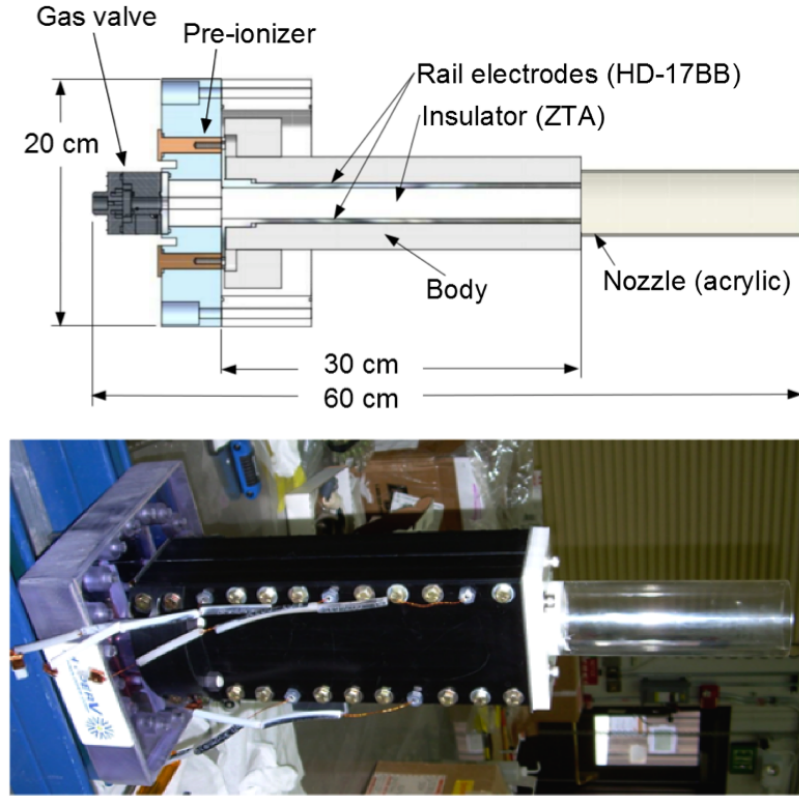 Gas valve
Pre-ionizer
Rail electrodes (HD-17BB)
20 cm
Insulator (ZTA)
Body
Nozzle (acrylic)
30 cm
60 cm